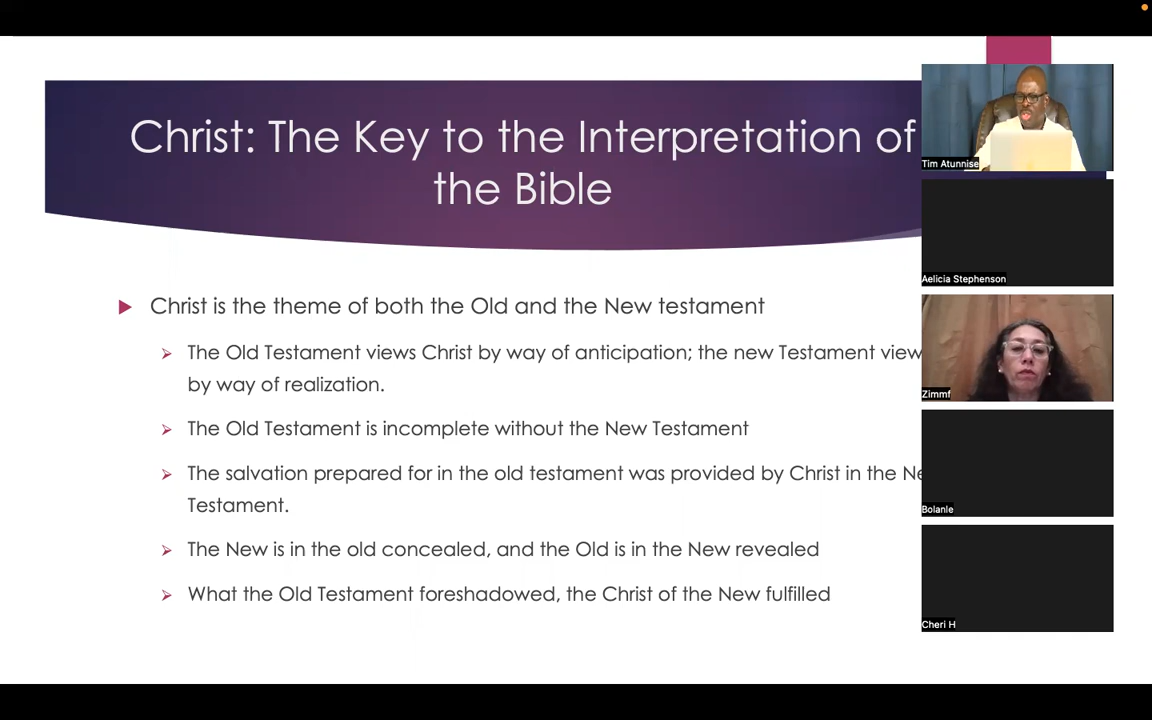 Christ: The Key to the Interpretation of
the Bible
Christ is the theme of both the Old and the New testament
The Old Testament views Christ by way of anticipation; the new Testament view
by way of realization.
The Old Testament is incomplete without the New Testament
The salvation prepared for in the old testament was provided by Christ in the Ne
Testament.
The New is in the old concealed, and the Old is in the New revealed
What the Old Testament foreshadowed, the Christ of the New fulfilled
Tim Atunnise
Aelicia Stephenson
Zimmf
Bolanle
Cheri H